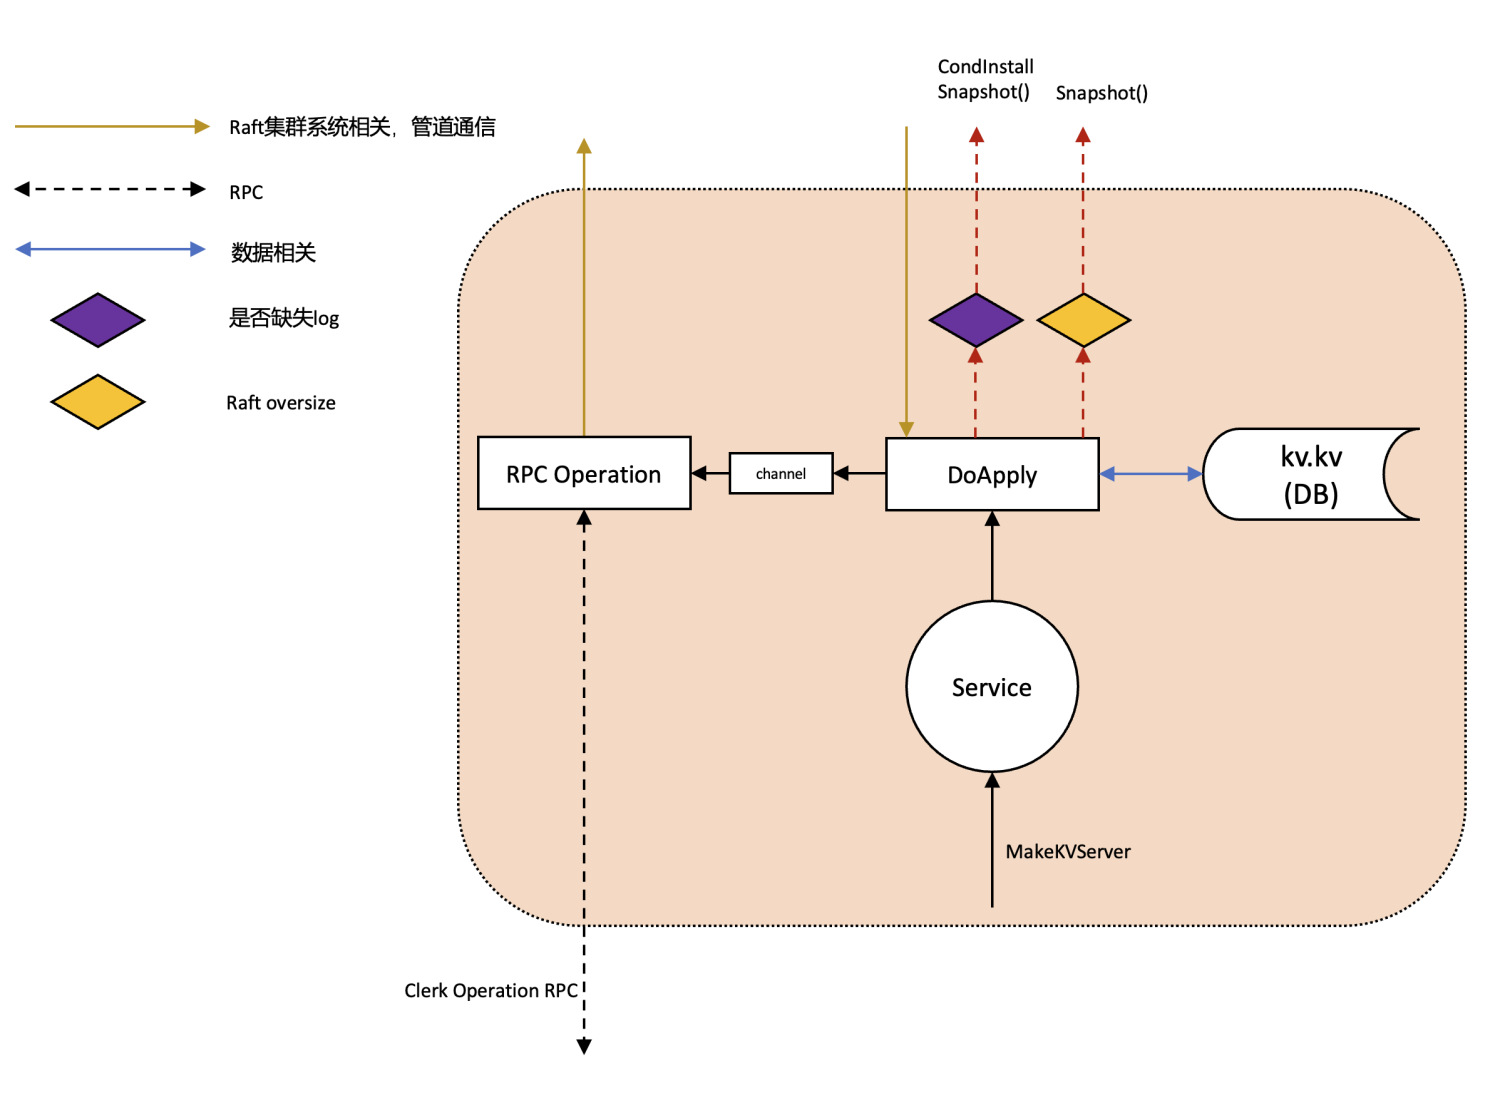 CondInstall
Snapshot()
Snapshot()
Raft集群系统相关，管道通信
RPC
数据相关
是否缺失log
Raft oversize
RPC Operation
channel
DoApply
kv.kv
(DB)
Service
MakeKVServer
Clerk Operation RPC